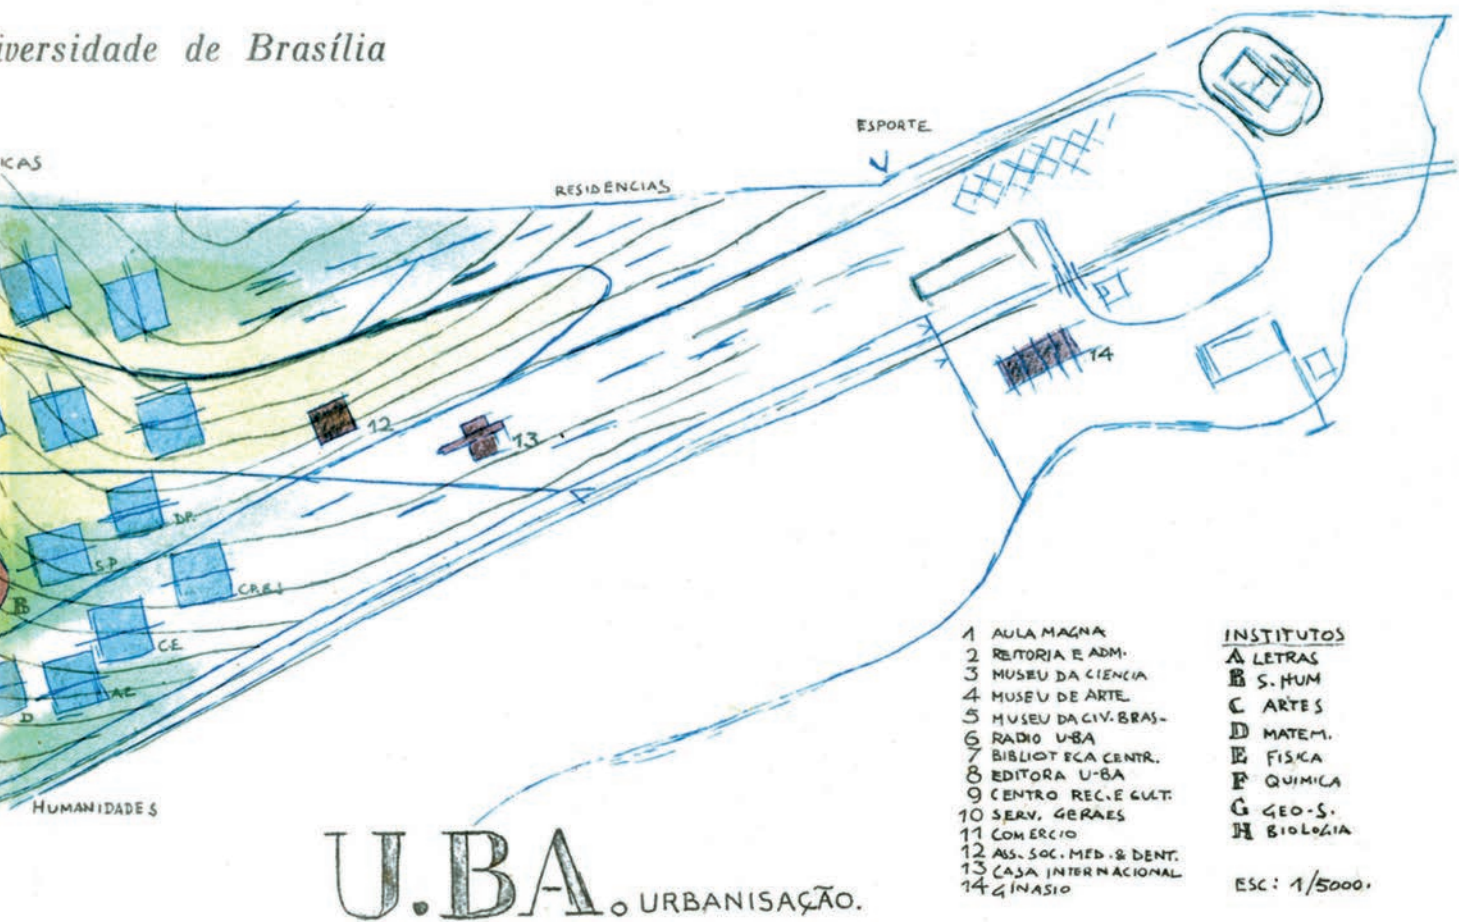 iversidade de Brasília
ICAS
ESPORTE
RESIDENCIAS
12
13
14
DP.
S.P
CP.B.S
B
C.E
AE
D
HUMANIDADES
1 AULA MAGNA
2 REITORIA E ADM.
3 MUSEU DA CIENCIA
4 MUSEU DE ARTE
5 MUSEU DA CIV. BRAS-
6 RADIO U-BA
7 BIBLIOTECA CENTR.
8 EDITORA U-BA
9 CENTRO REC. E CULT.
10 SERV. GERAES
11 COMERCIO
12 ASS. SOC. MED. & DENT.
13 CASA INTERNACIONAL
14 GINASIO
INSTITUTOS
A LETRAS
B S. HUM
C ARTES
D MATEM.
E FISICA
F QUIMICA
G GEO-S.
H BIOLOGIA
ESC: 1/5000.
U.BA. URBANISAÇÃO.